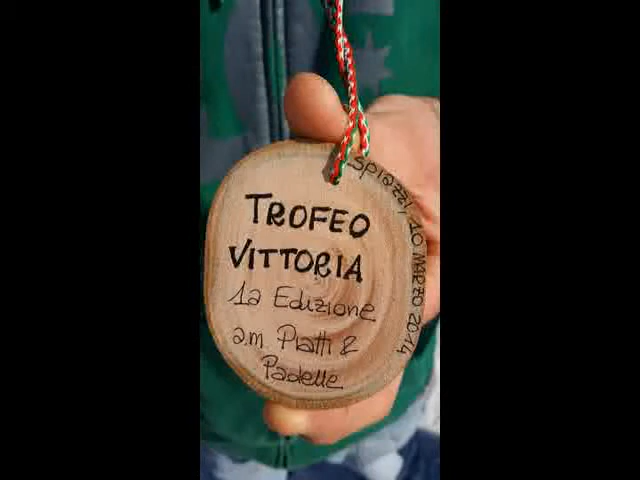 TROFEO
VITTORIA
1a Edizione
a.m. Piatti &
Padelle
Spiazzi, 10 MARZO 2014